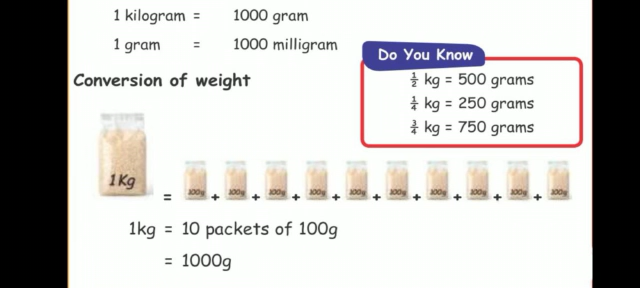 1 kilogram = 1000 gram
1 gram = 1000 milligram
Do You Know
½ kg = 500 grams
¼ kg = 250 grams
¾ kg = 750 grams
Conversion of weight
1Kg
= 100g + 100g + 100g + 100g + 100g + 100g + 100g + 100g + 100g + 100g
1kg = 10 packets of 100g
= 1000g